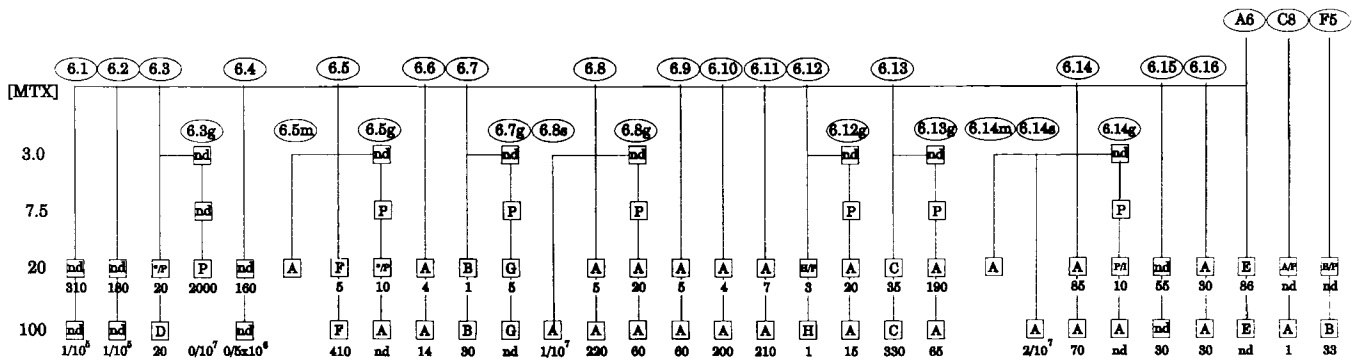 A6 C8 F5
6.1 6.2 6.3 6.4 6.5 6.6 6.7 6.8 6.9 6.10 6.11 6.12 6.13 6.14 6.15 6.16
[MTX]
6.3g 6.5m 6.5g 6.7g 6.8s 6.8g 6.12g 6.13g 6.14m 6.14s 6.14g
3.0 nd nd nd nd nd nd nd
7.5 nd P P P P P P
20 nd nd */P P nd A F */P A B G A A A A A H/F A C A A A F/I nd A E A/F B/F
310 180 20 2000 160 5 10 4 1 5 5 20 5 4 7 3 20 35 190 85 10 55 30 86 nd nd
100 nd nd D nd F A A B G A A A A A A H A C A A A A nd A E A B
1/10⁵ 1/10⁵ 20 0/10⁷ 0/5x10⁶ 410 nd 14 30 nd 1/10⁷ 220 60 60 200 210 1 15 330 65 2/10⁷ 70 nd 30 30 nd 1 33